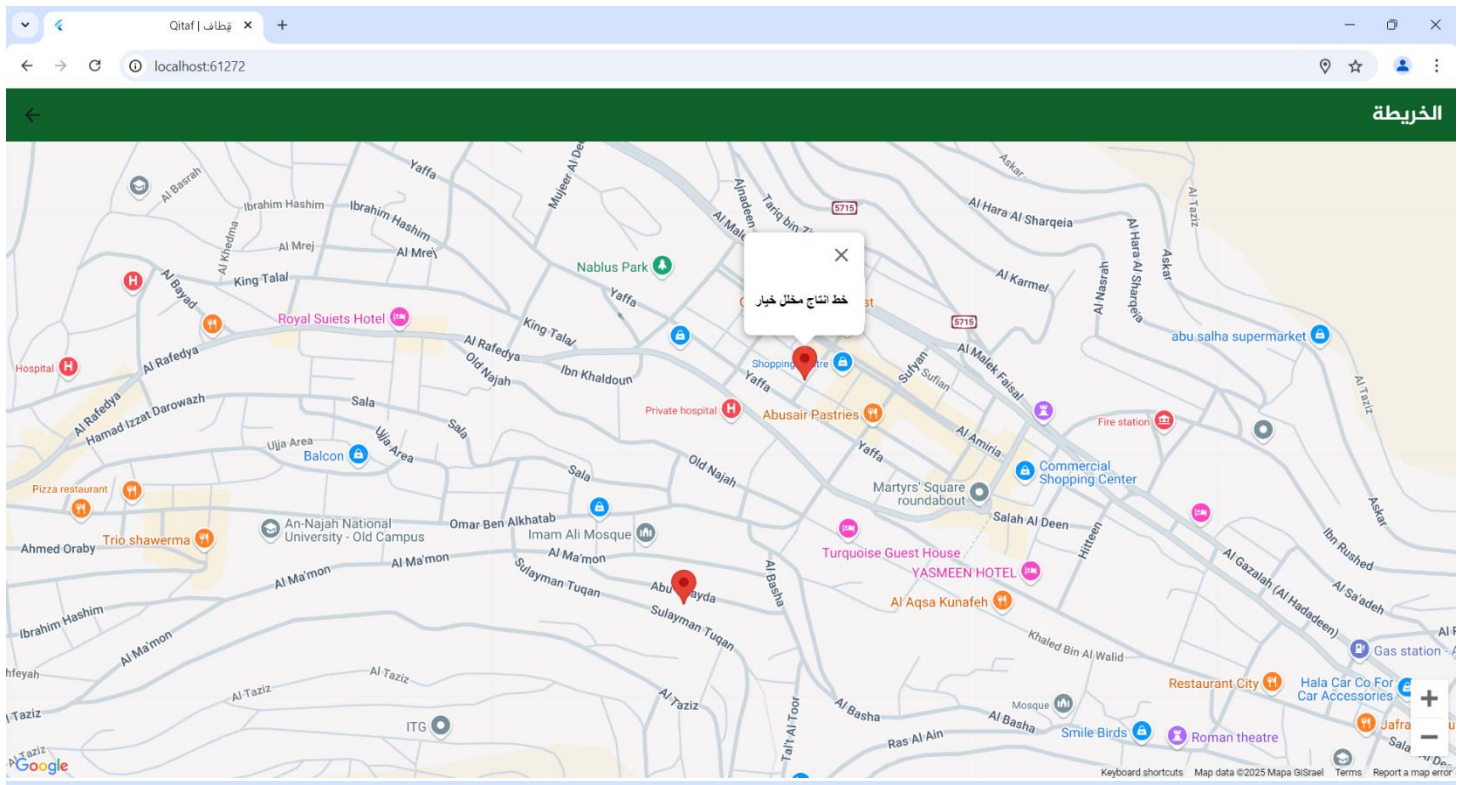 قِطاف | Qitaf
localhost:61272
الخريطة
Yaffa
Askar
Al Basrah
Mujeer Al De
Ajnadeen
Tariq bin
Al Taziz
Ibrahim Hashim
Ibrahim Hashim
5715
Al Hara Al Sharqeia
Al Hara Al Sharqeia
Al Khedma
Al Mrej
Al Mrej
Askar
Nablus Park
Al Bayad
King Talal
Al Karmel
Al Nasrah
خط انتاج مخلل خيار
Yaffa
Royal Suiets Hotel
King Talal
5715
abu salha supermarket
Al Rafedya
Al Rafedya
Old Najah
Ibn Khaldoun
Hospital
Shopping
Yaffa
Sufyan
Sufian
Al Malek Faisal
Al Taziz
Al Rafedya
Hamad Izzat Darowazh
Sala
Sala
Private hospital
Abusair Pastries
Fire station
Ujja Area
Ujja Area
Balcon
Al Amiria
Yaffa
Old Najah
Sala
Commercial
Shopping Center
Pizza restaurant
Martyrs' Square
roundabout
Askar
An-Najah National
University - Old Campus
Omar Ben Alkhatab
Imam Ali Mosque
Salah Al Deen
Hitteen
Ibn Rushed
Ahmed Oraby
Trio shawerma
Al Ma'mon
Al Ma'mon
Al Ma'mon
Turquoise Guest House
Al Basha
Al Gazalah (Al Hadadeen)
YASMEEN HOTEL
Sulayman Tuqan
Al Aqsa Kunafeh
Al Sa'adeh
Ibrahim Hashim
Sulayman Tuqan
Khaled Bin Al Walid
Al Ma'mon
Gas station
Al Taziz
Al Taziz
Restaurant City
Hala Car Co For
Car Accessories
Al Taziz
Al Basha
Mosque
Al Basha
ITG
Tal't Al Toor
Ras Al Ain
Smile Birds
Roman theatre
Jafra
Al Taziz
Google
Keyboard shortcuts Map data ©2025 Mapa GISrael Terms Report a map error